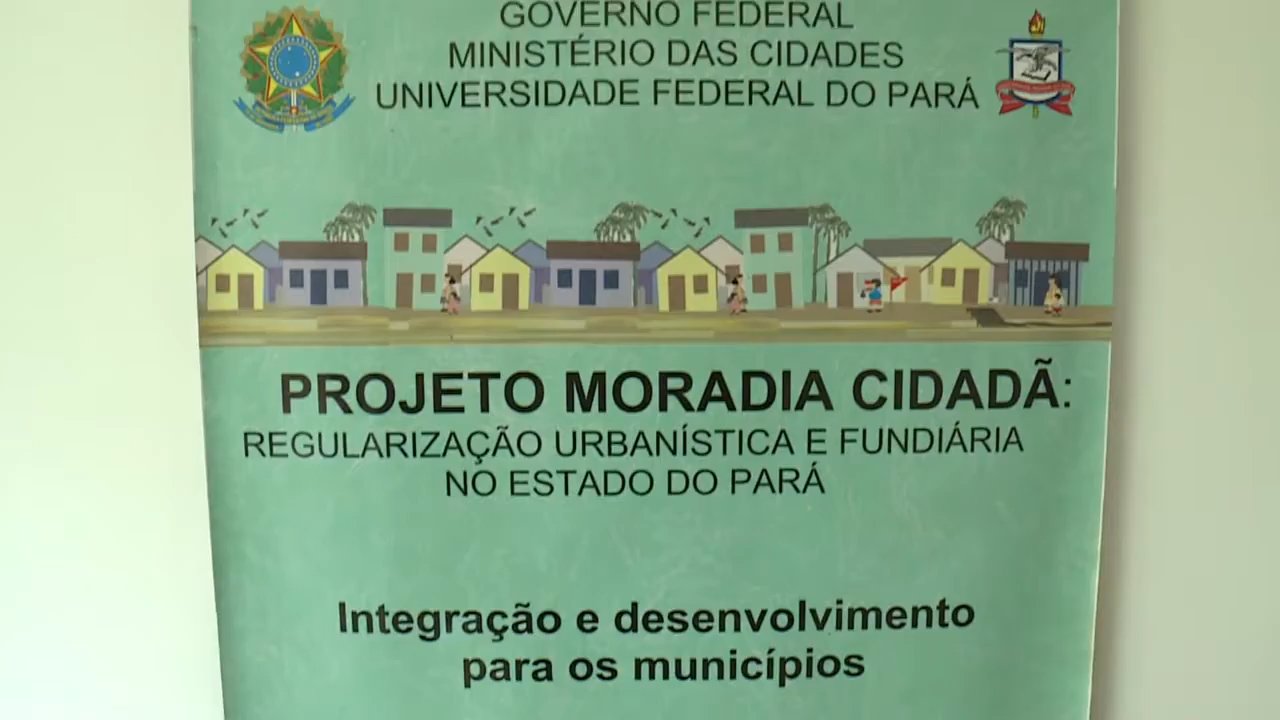 GOVERNO FEDERAL
MINISTÉRIO DAS CIDADES
UNIVERSIDADE FEDERAL DO PARÁ
PROJETO MORADIA CIDADÃ:
REGULARIZAÇÃO URBANÍSTICA E FUNDIÁRIA
NO ESTADO DO PARÁ
Integração e desenvolvimento
para os municípios